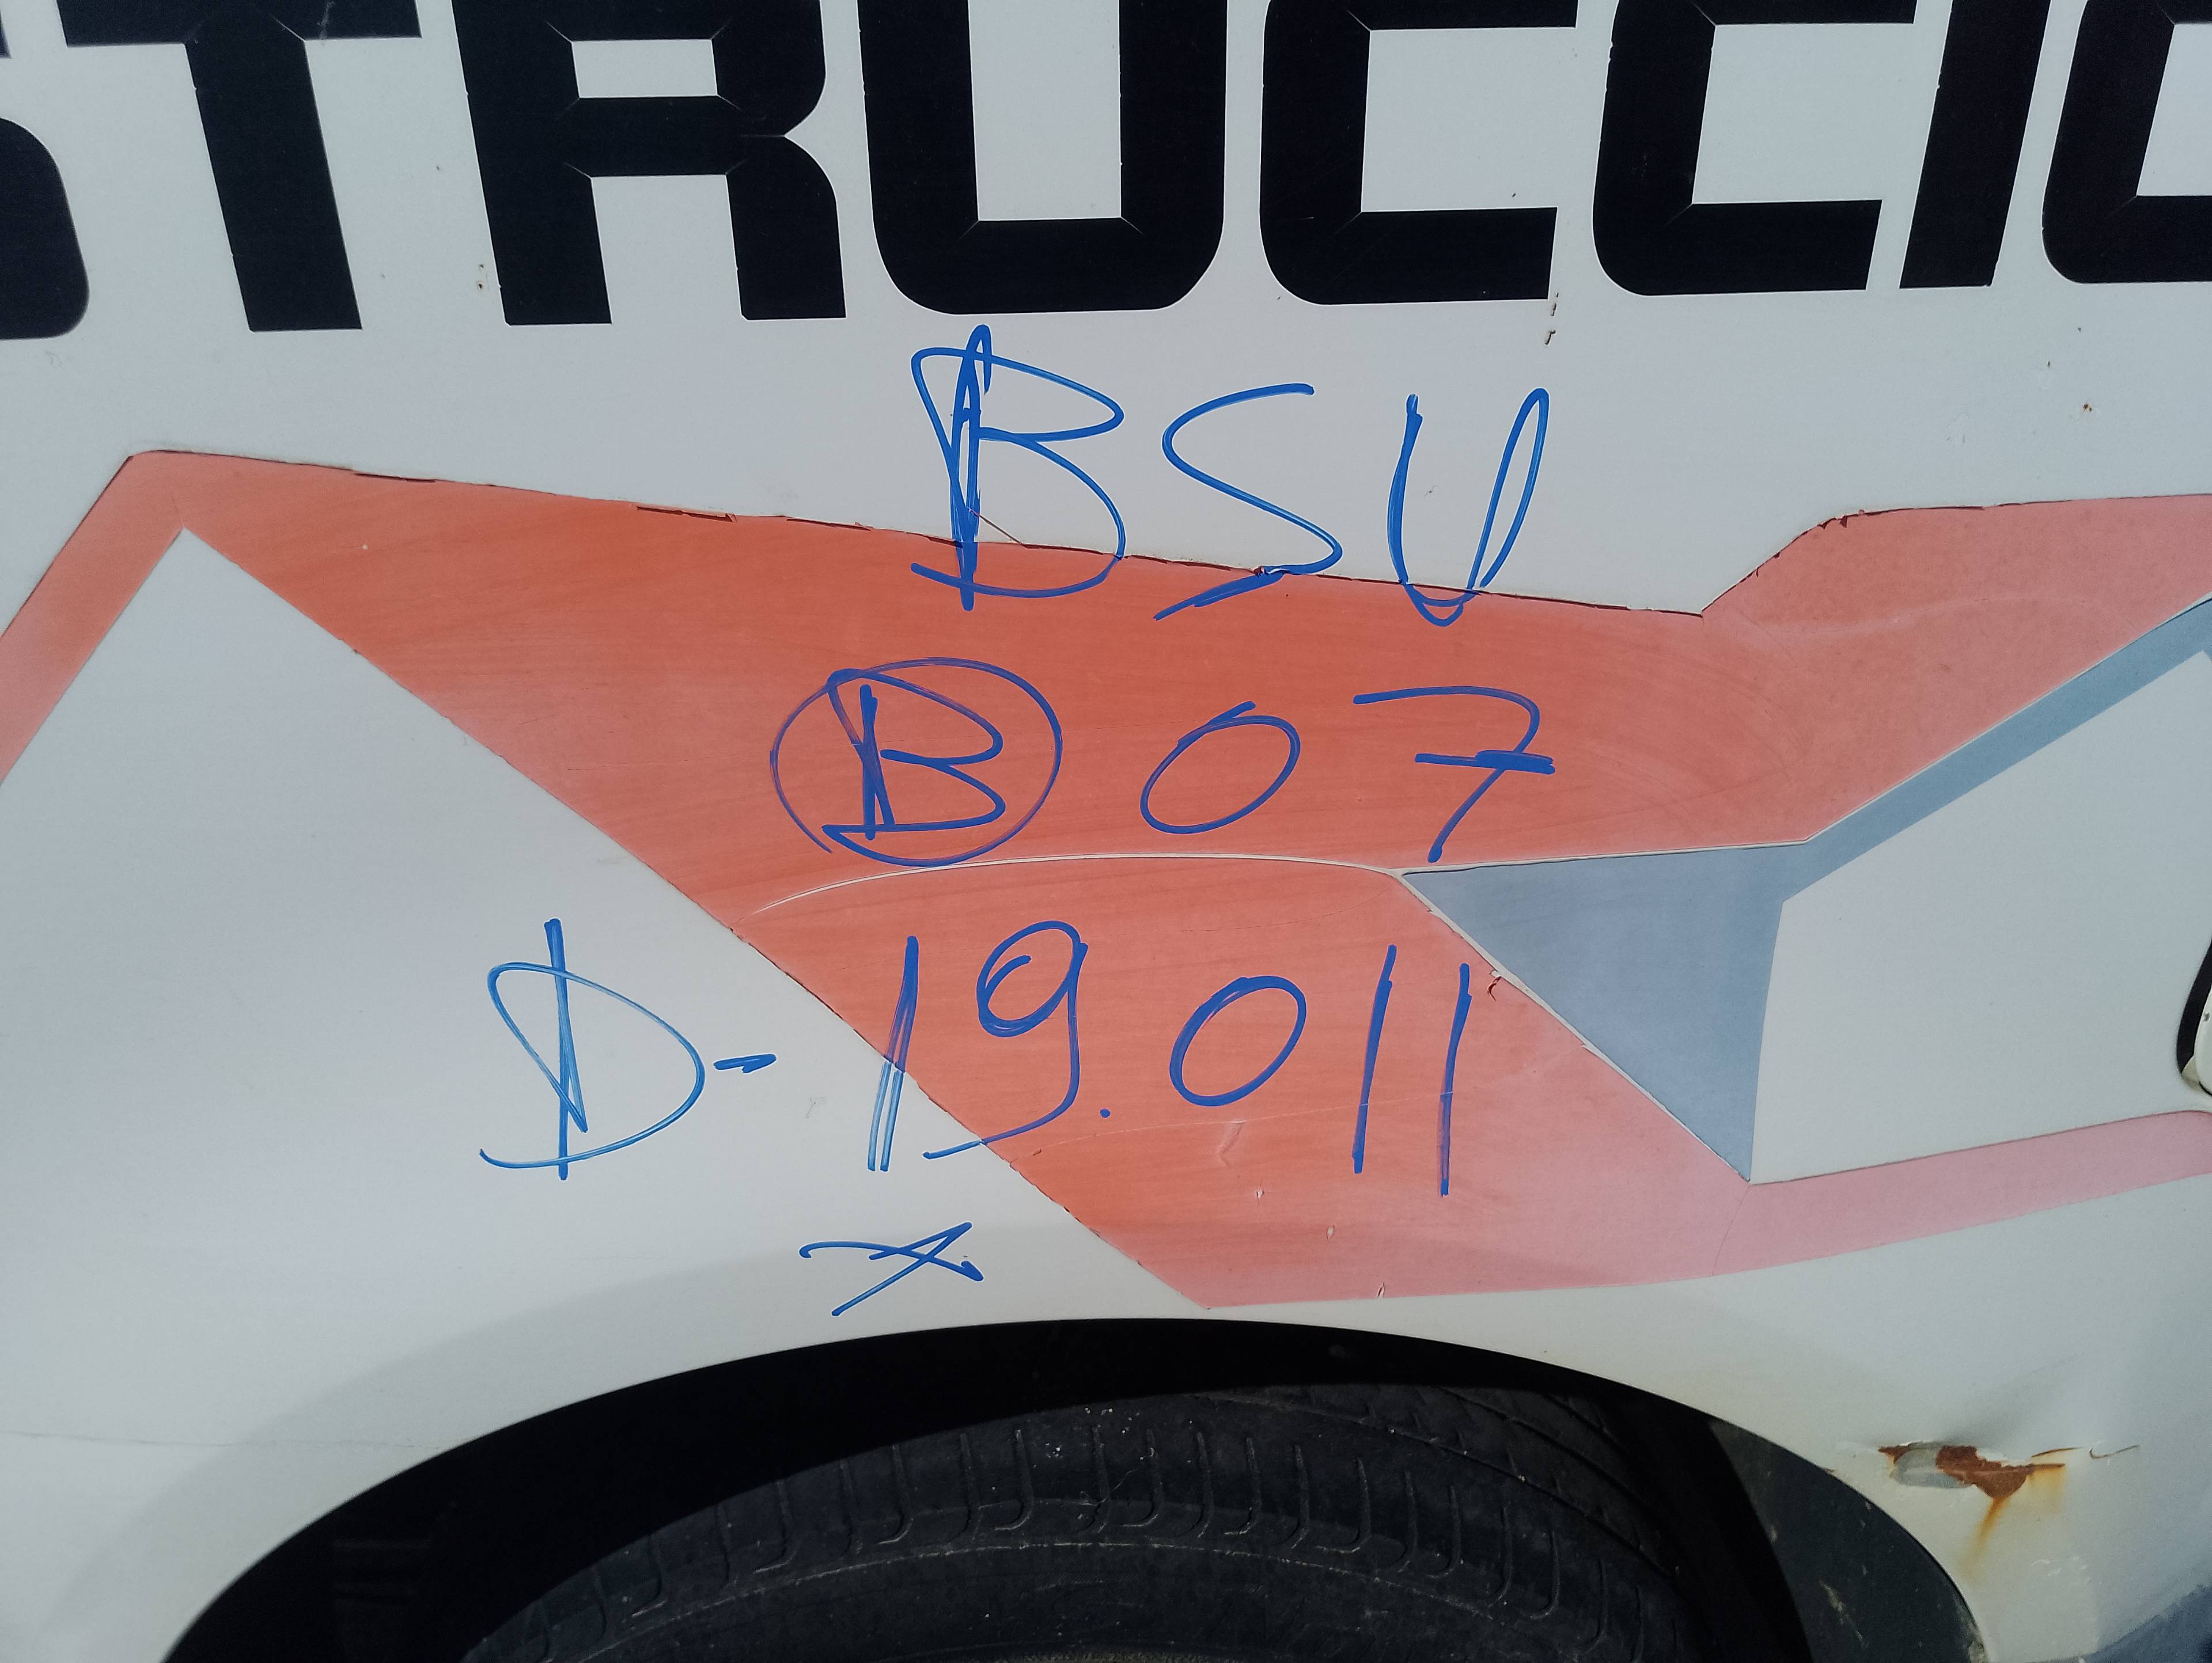 STRUCCIO
BSU
B 07
D-19.011